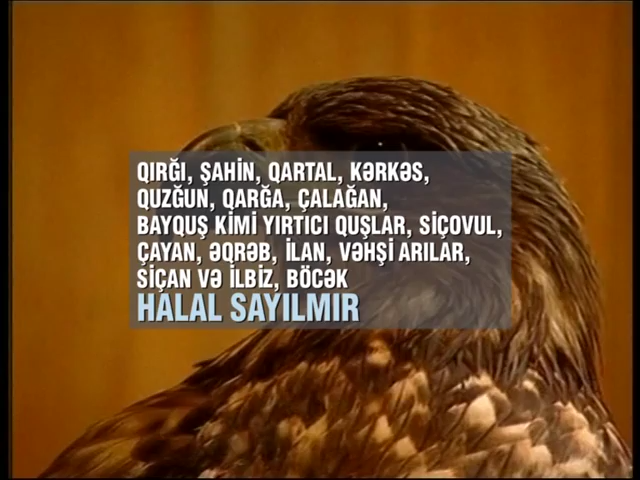 QIRĞI, ŞAHİN, QARTAL, KƏRKƏS,
QUZĞUN, QARĞA, ÇALAĞAN,
BAYQUŞ KİMİ YIRTICI QUŞLAR, SİÇOVUL,
ÇAYAN, ƏQRƏB, İLAN, VƏHŞİ ARILAR,
SİÇAN VƏ İLBİZ, BÖCƏK
HALAL SAYILMIR